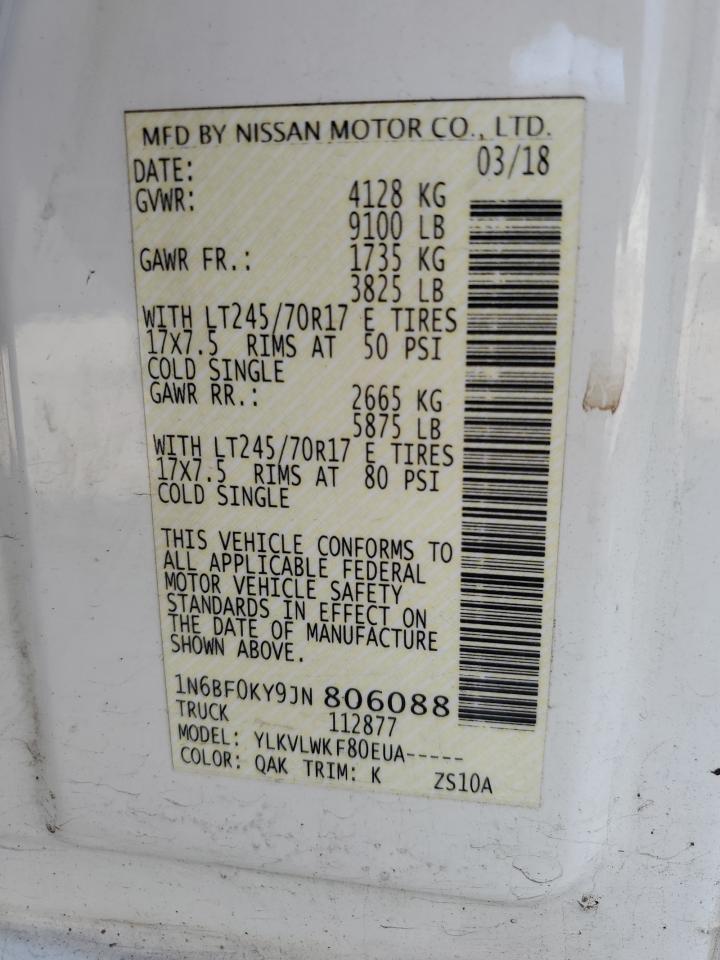 MFD BY NISSAN MOTOR CO., LTD.
DATE: 03/18
GVWR: 4128 KG
9100 LB
GAWR FR.: 1735 KG
3825 LB
WITH LT245/70R17 E TIRES
17X7.5 RIMS AT 50 PSI
COLD SINGLE
GAWR RR.: 2665 KG
5875 LB
WITH LT245/70R17 E TIRES
17X7.5 RIMS AT 80 PSI
COLD SINGLE
THIS VEHICLE CONFORMS TO
ALL APPLICABLE FEDERAL
MOTOR VEHICLE SAFETY
STANDARDS IN EFFECT ON
THE DATE OF MANUFACTURE
SHOWN ABOVE.
1N6BF0KY9JN 806088
TRUCK 112877
MODEL: YLKVLWKF80EUA-----
COLOR: QAK TRIM: K ZS10A